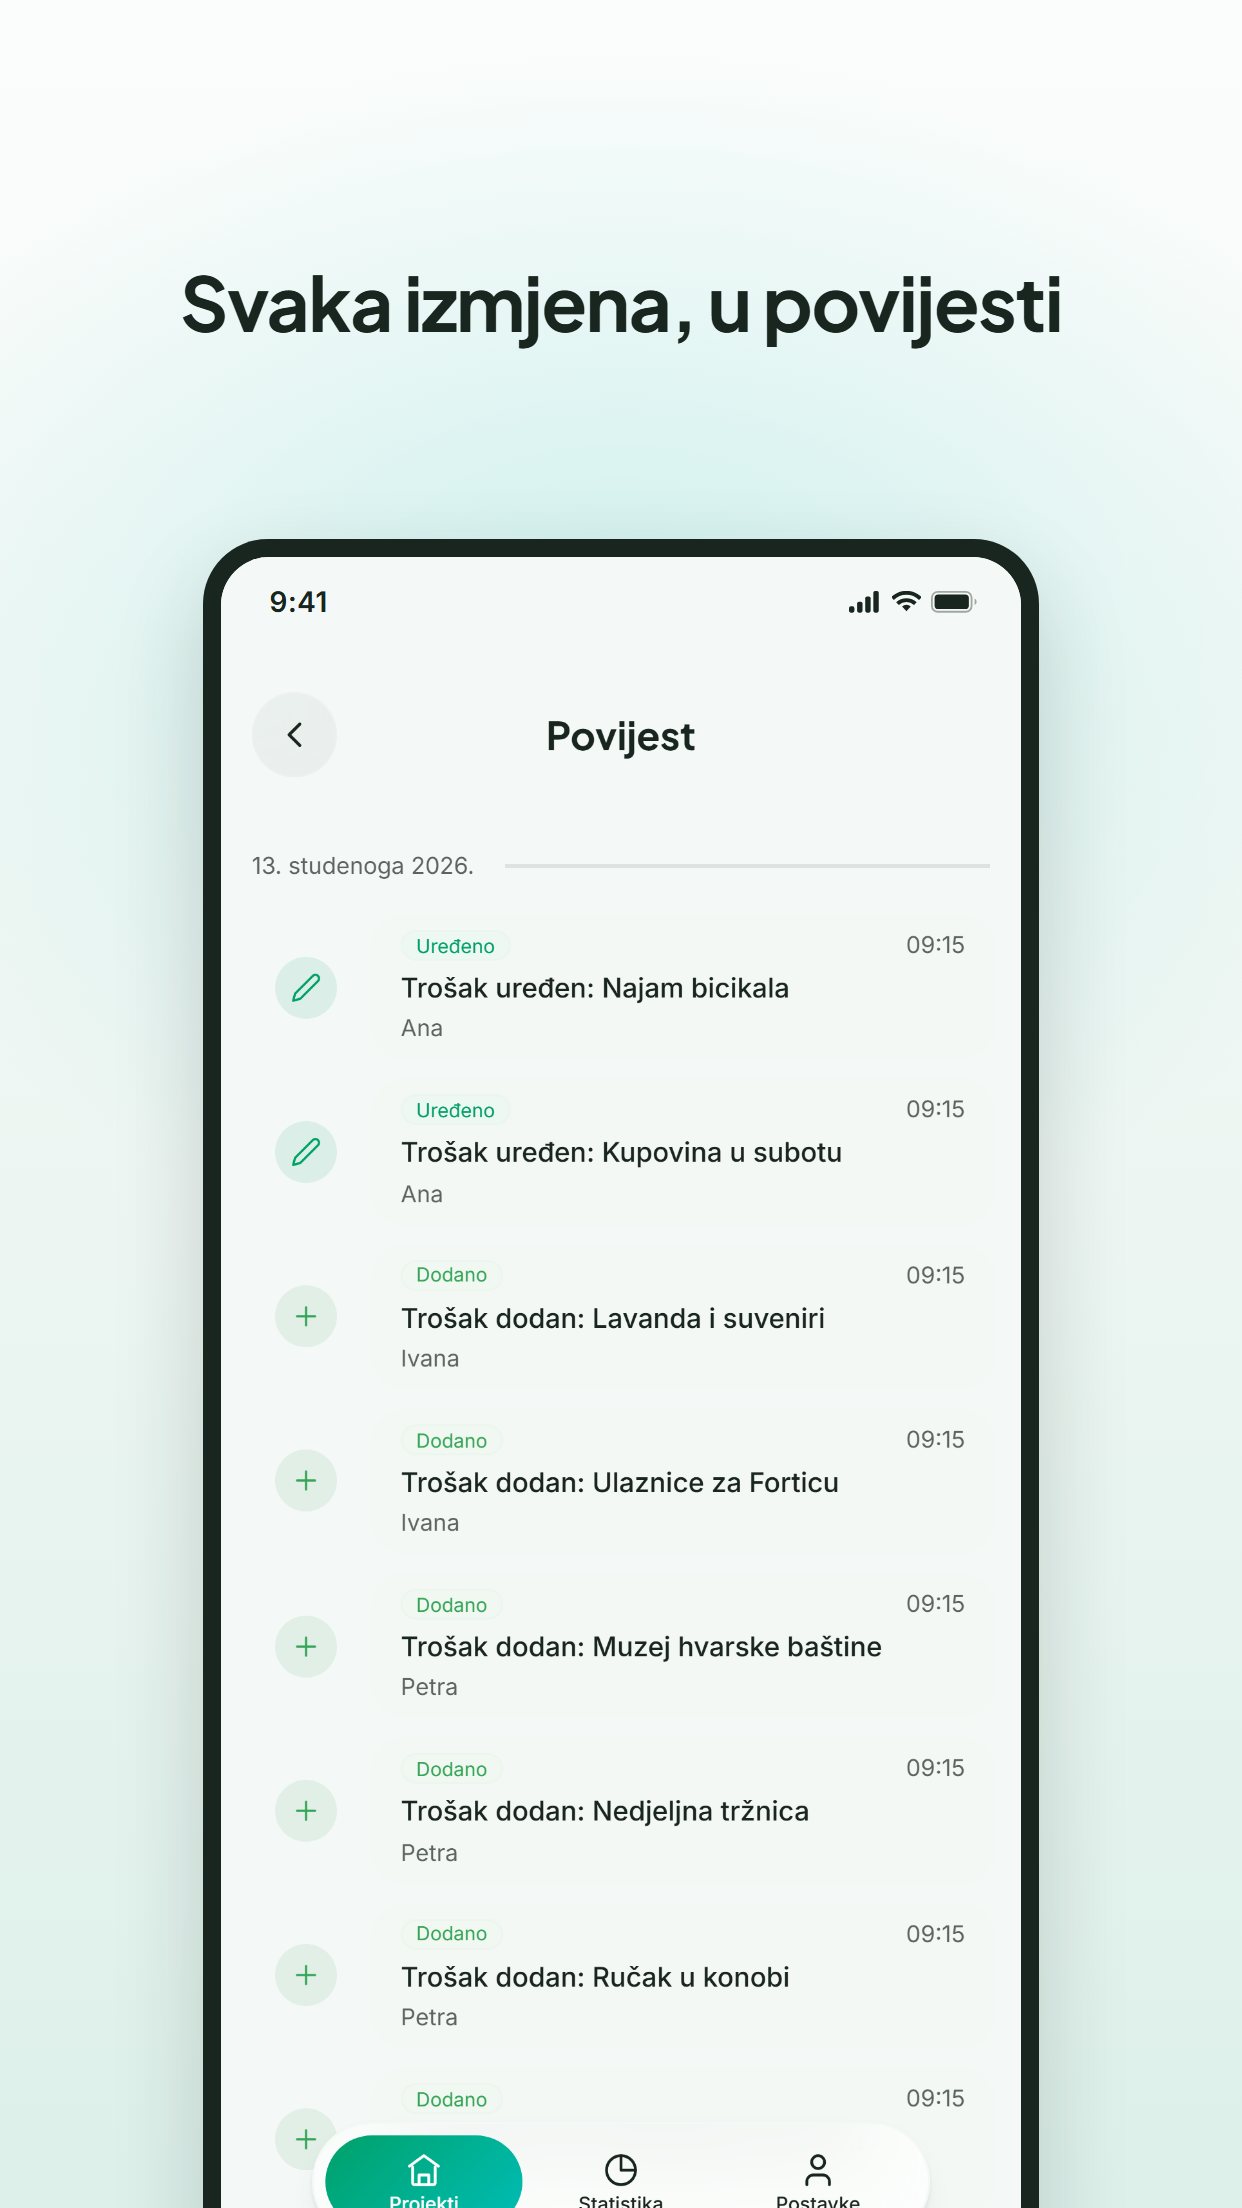 Svaka izmjena, u povijesti
9:41
Povijest
13. studenoga 2026.
Uređeno 09:15
Trošak uređen: Najam bicikala
Ana
Uređeno 09:15
Trošak uređen: Kupovina u subotu
Ana
Dodano 09:15
Trošak dodan: Lavanda i suveniri
Ivana
Dodano 09:15
Trošak dodan: Ulaznice za Forticu
Ivana
Dodano 09:15
Trošak dodan: Muzej hvarske baštine
Petra
Dodano 09:15
Trošak dodan: Nedjeljna tržnica
Petra
Dodano 09:15
Trošak dodan: Ručak u konobi
Petra
Dodano 09:15
Projekti Statistika Postavke